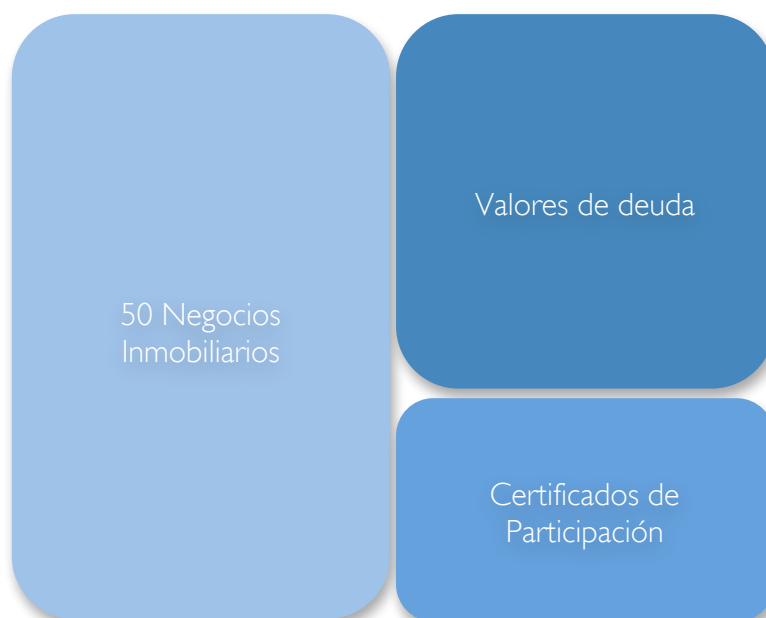 50 Negocios
Inmobiliarios
Valores de deuda
Certificados de
Participación